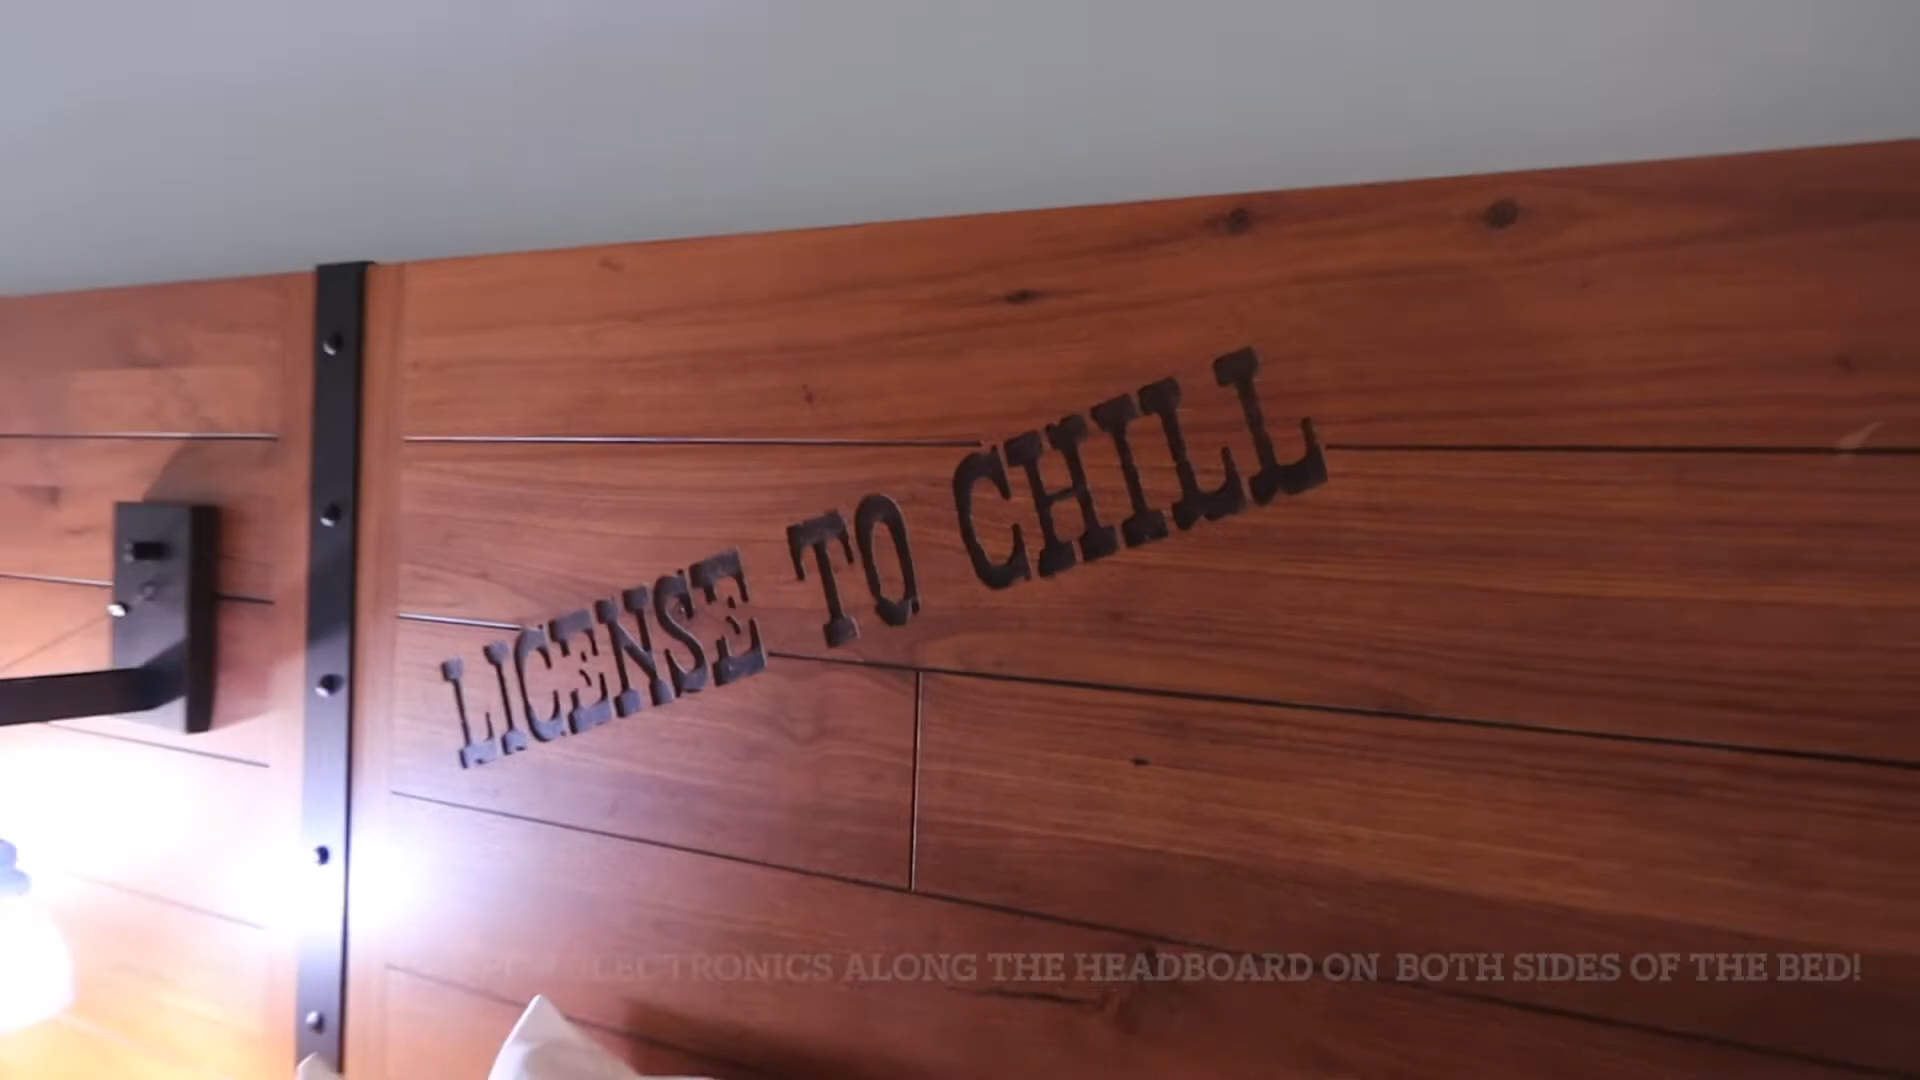 LICENSE TO CHILL
ELECTRONICS ALONG THE HEADBOARD ON BOTH SIDES OF THE BED!